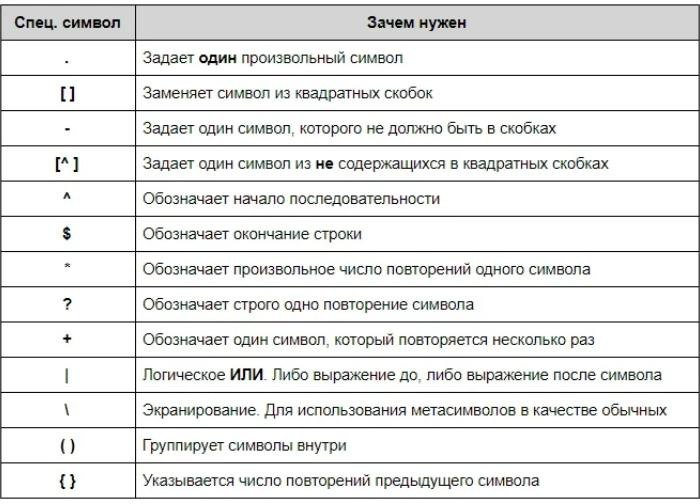 Спец. символ Зачем нужен
. Задает один произвольный символ
[ ] Заменяет символ из квадратных скобок
- Задает один символ, которого не должно быть в скобках
[^ ] Задает один символ из не содержащихся в квадратных скобках
^ Обозначает начало последовательности
$ Обозначает окончание строки
* Обозначает произвольное число повторений одного символа
? Обозначает строго одно повторение символа
+ Обозначает один символ, который повторяется несколько раз
| Логическое ИЛИ. Либо выражение до, либо выражение после символа
\ Экранирование. Для использования метасимволов в качестве обычных
( ) Группирует символы внутри
{ } Указывается число повторений предыдущего символа